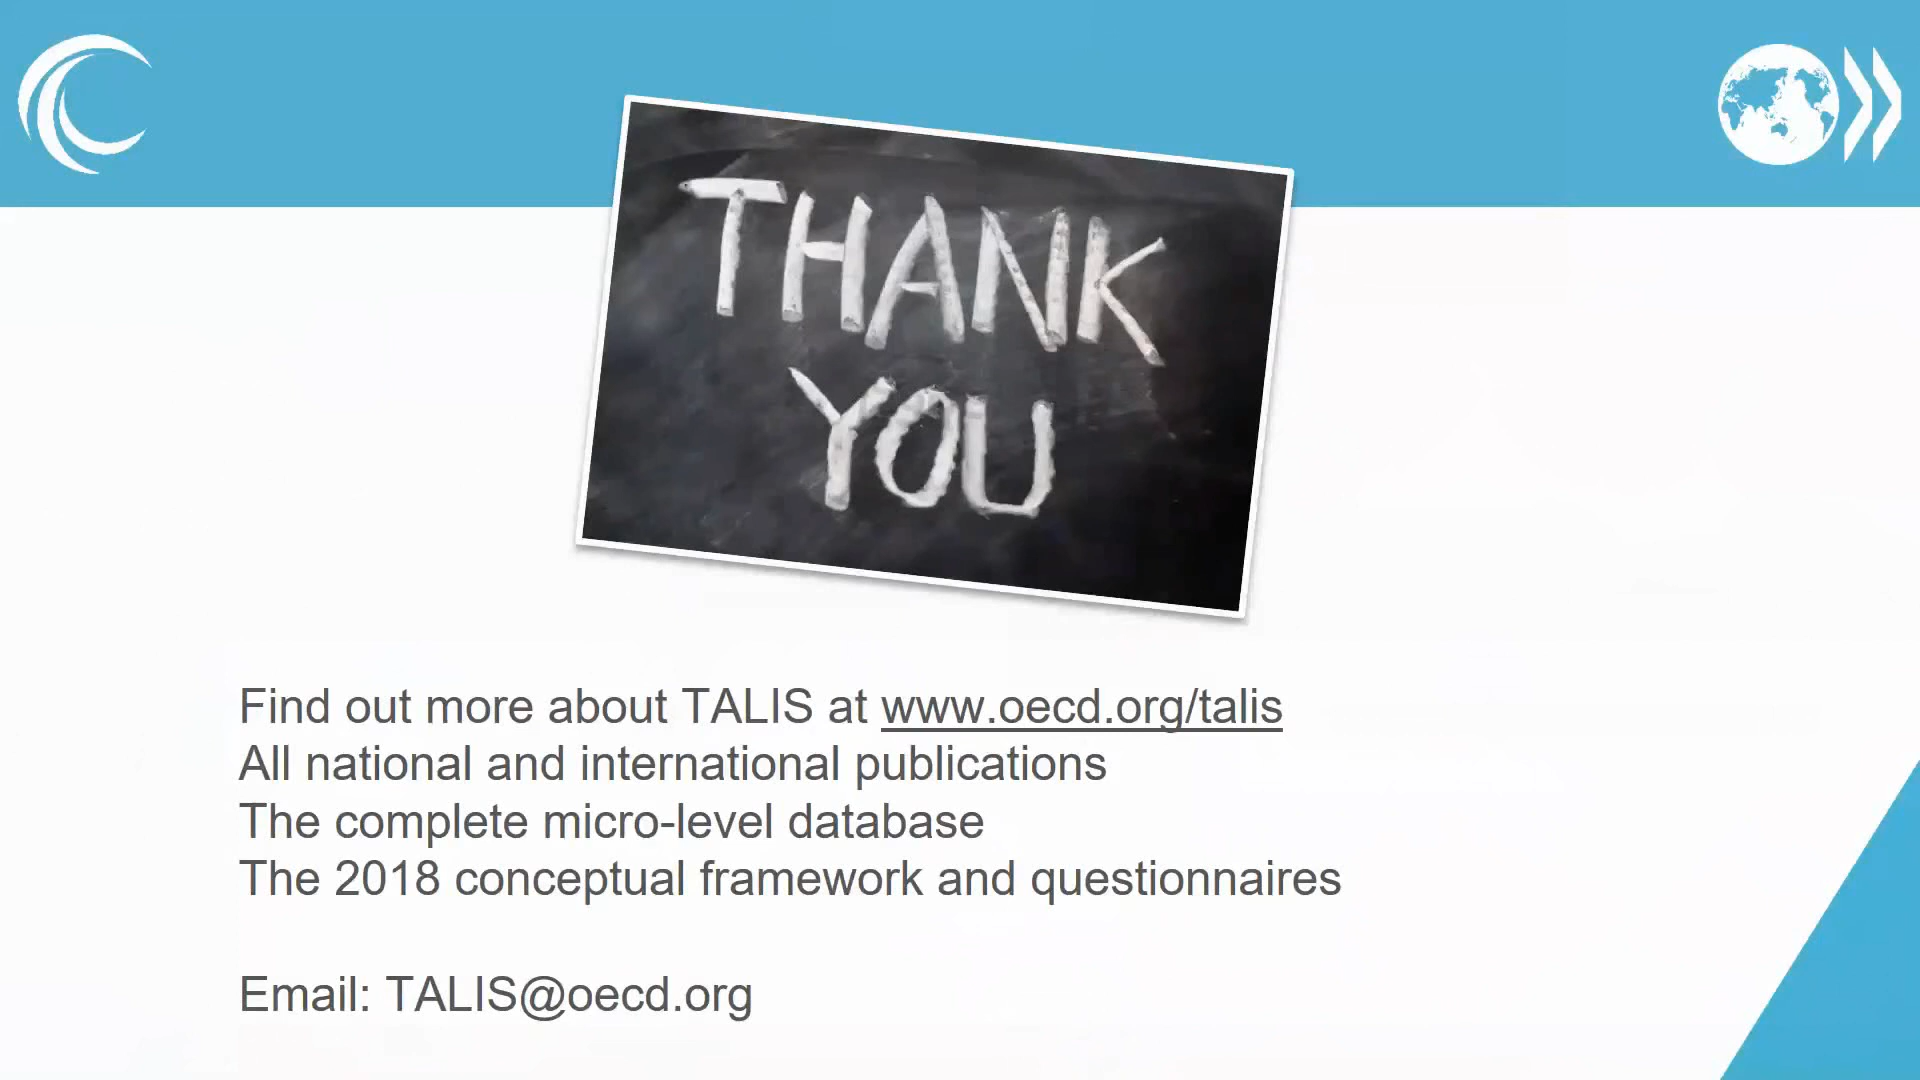 THANK
YOU
Find out more about TALIS at www.oecd.org/talis
All national and international publications
The complete micro-level database
The 2018 conceptual framework and questionnaires
Email: TALIS@oecd.org